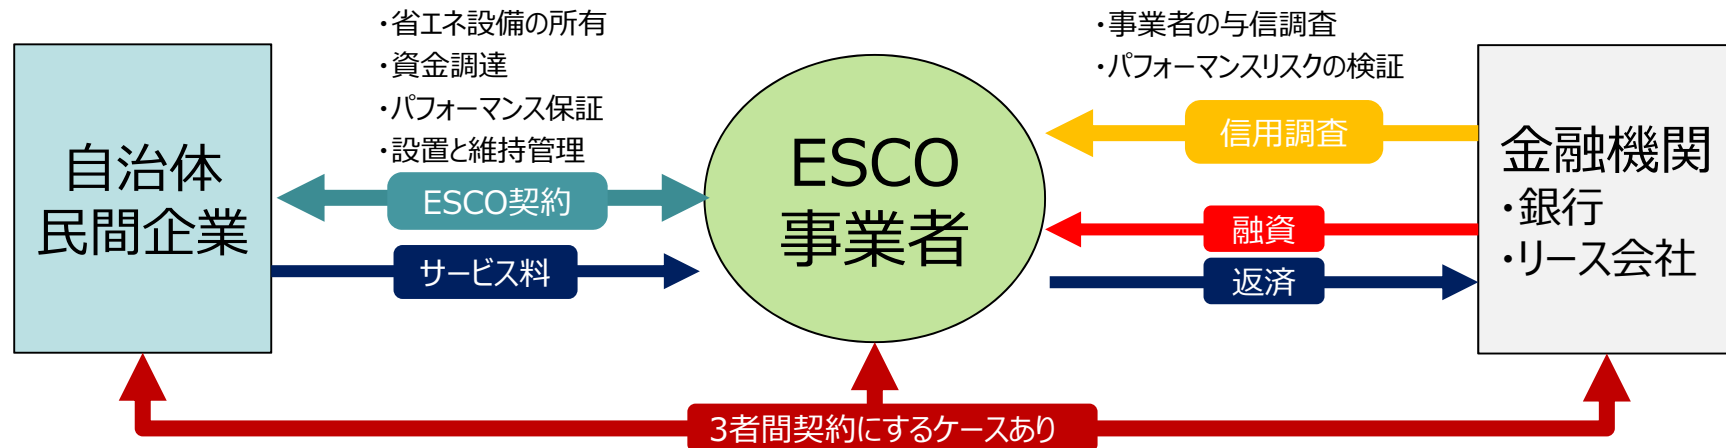 ・省エネ設備の所有
・資金調達
・パフォーマンス保証
・設置と維持管理
・事業者の与信調査
・パフォーマンスリスクの検証
自治体
民間企業
ESCO契約
サービス料
ESCO
事業者
信用調査
融資
返済
金融機関
・銀行
・リース会社
3者間契約にするケースあり